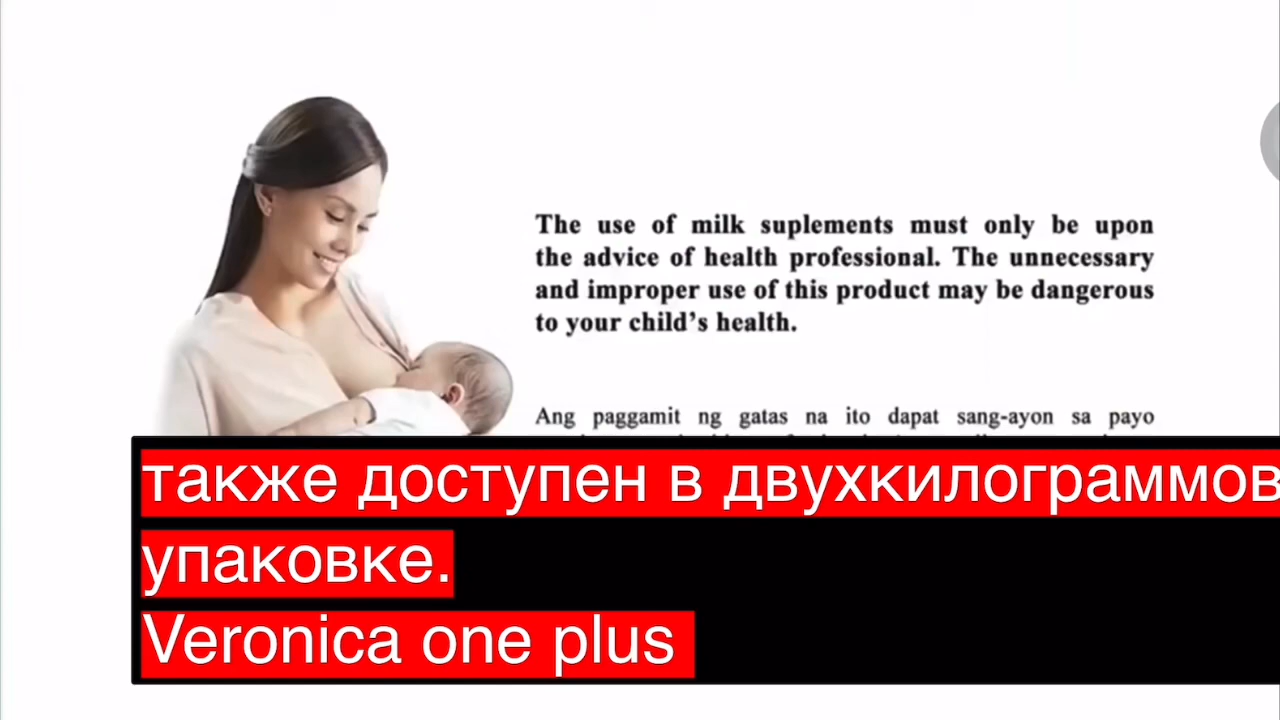 The use of milk suplements must only be upon
the advice of health professional. The unnecessary
and improper use of this product may be dangerous
to your child’s health.
Ang paggamit ng gatas na ito dapat sang-ayon sa payo
также доступен в двухкилограммов
упаковке.
Veronica one plus